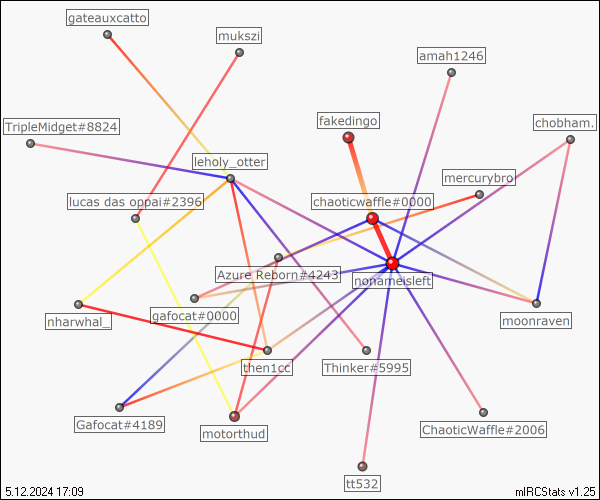 gateauxcatto
mukszi
amah1246
fakedingo
chobham.
TripleMidget#8824
leholy_otter
mercurybro
lucas das oppai#2396
chaoticwaffle#0000
Azure Reborn#4243
nonameisleft
gafocat#0000
nharwhal_
moonraven
then1cc
Thinker#5995
Gafocat#4189
motorthud
ChaoticWaffle#2006
tt532
5.12.2024 17:09
mIRCStats v1.25